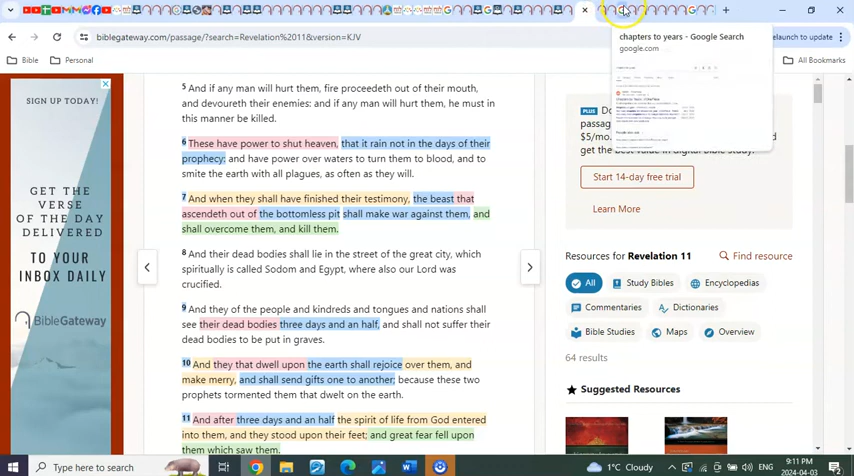 biblegateway.com/passage/?search=Revelation%2011&version=KJV
Relaunch to update
Bible
Personal
All Bookmarks
chapters to years - Google Search
google.com
SIGN UP TODAY!
GET THE
VERSE
OF THE DAY
DELIVERED
TO YOUR
INBOX DAILY
BibleGateway
5 And if any man will hurt them, fire proceedeth out of their mouth,
and devoureth their enemies: and if any man will hurt them, he must in
this manner be killed.
6 These have power to shut heaven, that it rain not in the days of their
prophecy: and have power over waters to turn them to blood, and to
smite the earth with all plagues, as often as they will.
7 And when they shall have finished their testimony, the beast that
ascendeth out of the bottomless pit shall make war against them, and
shall overcome them, and kill them.
8 And their dead bodies shall lie in the street of the great city, which
spiritually is called Sodom and Egypt, where also our Lord was
crucified.
9 And they of the people and kindreds and tongues and nations shall
see their dead bodies three days and an half, and shall not suffer their
dead bodies to be put in graves.
10 And they that dwell upon the earth shall rejoice over them, and
make merry, and shall send gifts one to another; because these two
prophets tormented them that dwelt on the earth.
11 And after three days and an half the spirit of life from God entered
into them, and they stood upon their feet; and great fear fell upon
them which saw them.
PLUS
passag
$5/mo.
get the best value in digital Bible study.
Start 14-day free trial
Learn More
Resources for Revelation 11
Find resource
All
Study Bibles
Encyclopedias
Commentaries
Dictionaries
Bible Studies
Maps
Overview
64 results
Suggested Resources
Type here to search
1°C Cloudy
ENG
9:11 PM
2024-04-03